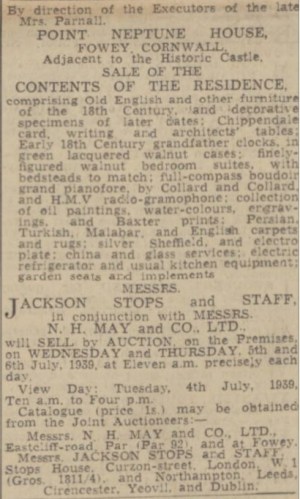 By direction of the Executors of the late
Mrs. Parnall.
POINT NEPTUNE HOUSE,
FOWEY, CORNWALL,
Adjacent to the Historic Castle.
SALE OF THE
CONTENTS OF THE RESIDENCE,
comprising Old English and other furniture
of the 18th Century, and decorative
specimens of later dates; Chippendale
card, writing and architects' tables;
Early 18th Century grandfather clocks, in
green lacquered walnut cases; finely-
figured walnut bedroom suites, with
bedsteads to match; full-compass boudoir
grand pianofore, by Collard and Collard,
and H.M.V radio-gramophone; collection
of oil paintings, water-colours, engrav-
ings, and Baxter prints; Persian,
Turkish, Malabar, and English carpets
and rugs; silver Sheffield, and electro
plate; china and glass services; electric
refrigerator and usual kitchen equipment;
garden seats and implements
MESSRS.
JACKSON STOPS and STAFF,
in conjunction with MESSRS.
N. H. MAY and CO., LTD.,
will SELL by AUCTION, on the Premises,
on WEDNESDAY and THURSDAY, 5th and
6th July, 1939, at Eleven a.m. precisely each
day.
View Day: Tuesday, 4th July, 1939,
Ten a.m. to Four p.m.
Catalogue (price 1s.) may be obtained
from the Joint Auctioneers:—
Messrs. N. H. MAY and CO., LTD.,
Eastcliff-road, Par (Par 92), and at Fowey.
Messrs. JACKSON STOPS and STAFF,
Stops House, Curzon-street, London, W.1
(Gros. 1811/4), and Northampton, Leeds,
Cirencester, Yeovil, and Dublin.